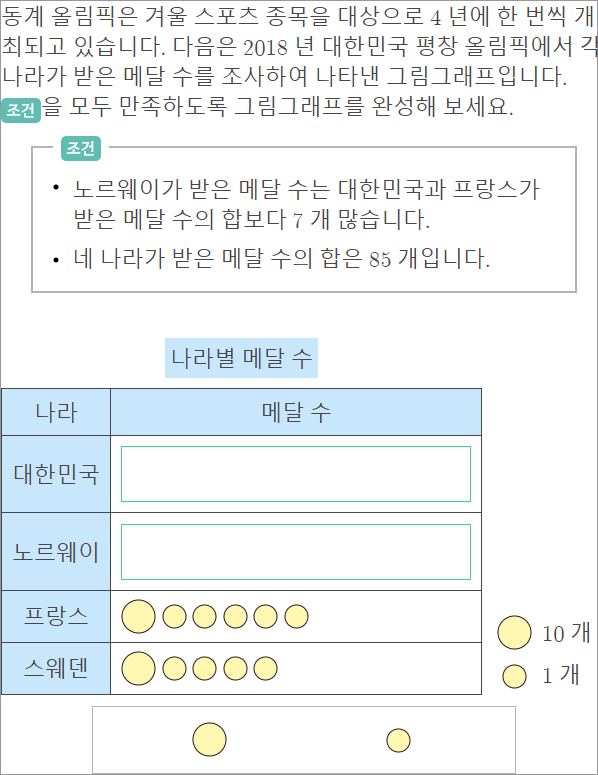 동계 올림픽은 겨울 스포츠 종목을 대상으로 4 년에 한 번씩 개
최되고 있습니다. 다음은 2018 년 대한민국 평창 올림픽에서 각
나라가 받은 메달 수를 조사하여 나타낸 그림그래프입니다.
조건을 모두 만족하도록 그림그래프를 완성해 보세요.
조건
• 노르웨이가 받은 메달 수는 대한민국과 프랑스가
받은 메달 수의 합보다 7 개 많습니다.
• 네 나라가 받은 메달 수의 합은 85 개입니다.
나라별 메달 수
나라 메달 수
대한민국
노르웨이
프랑스
10 개
스웨덴
1 개